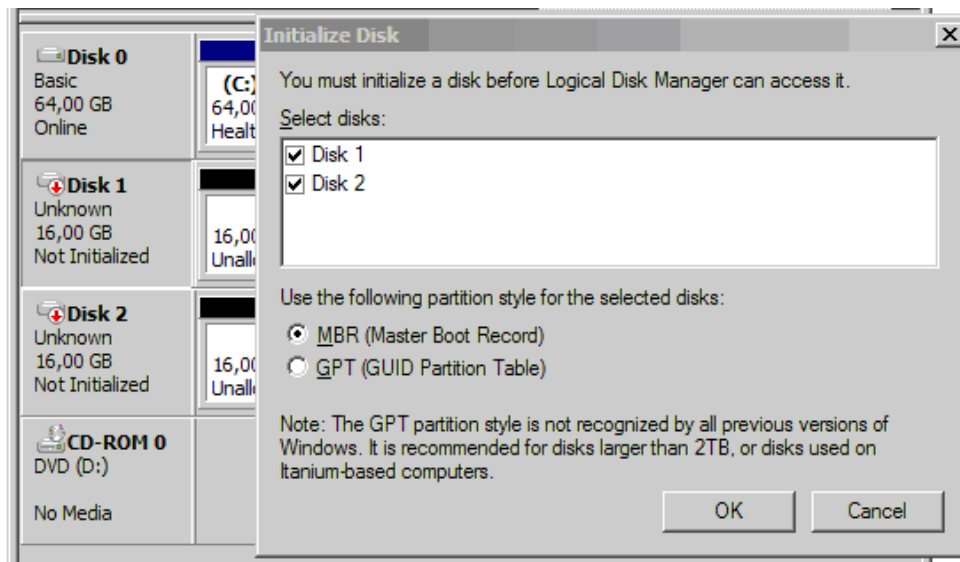 Disk 0
Basic
64,00 GB
Online
(C:)
64,00
Healt
Disk 1
Unknown
16,00 GB
Not Initialized
16,00
Unall
Disk 2
Unknown
16,00 GB
Not Initialized
16,00
Unall
CD-ROM 0
DVD (D:)
No Media
Initialize Disk
You must initialize a disk before Logical Disk Manager can access it.
Select disks:
Disk 1
Disk 2
Use the following partition style for the selected disks:
MBR (Master Boot Record)
GPT (GUID Partition Table)
Note: The GPT partition style is not recognized by all previous versions of
Windows. It is recommended for disks larger than 2TB, or disks used on
Itanium-based computers.
OK
Cancel